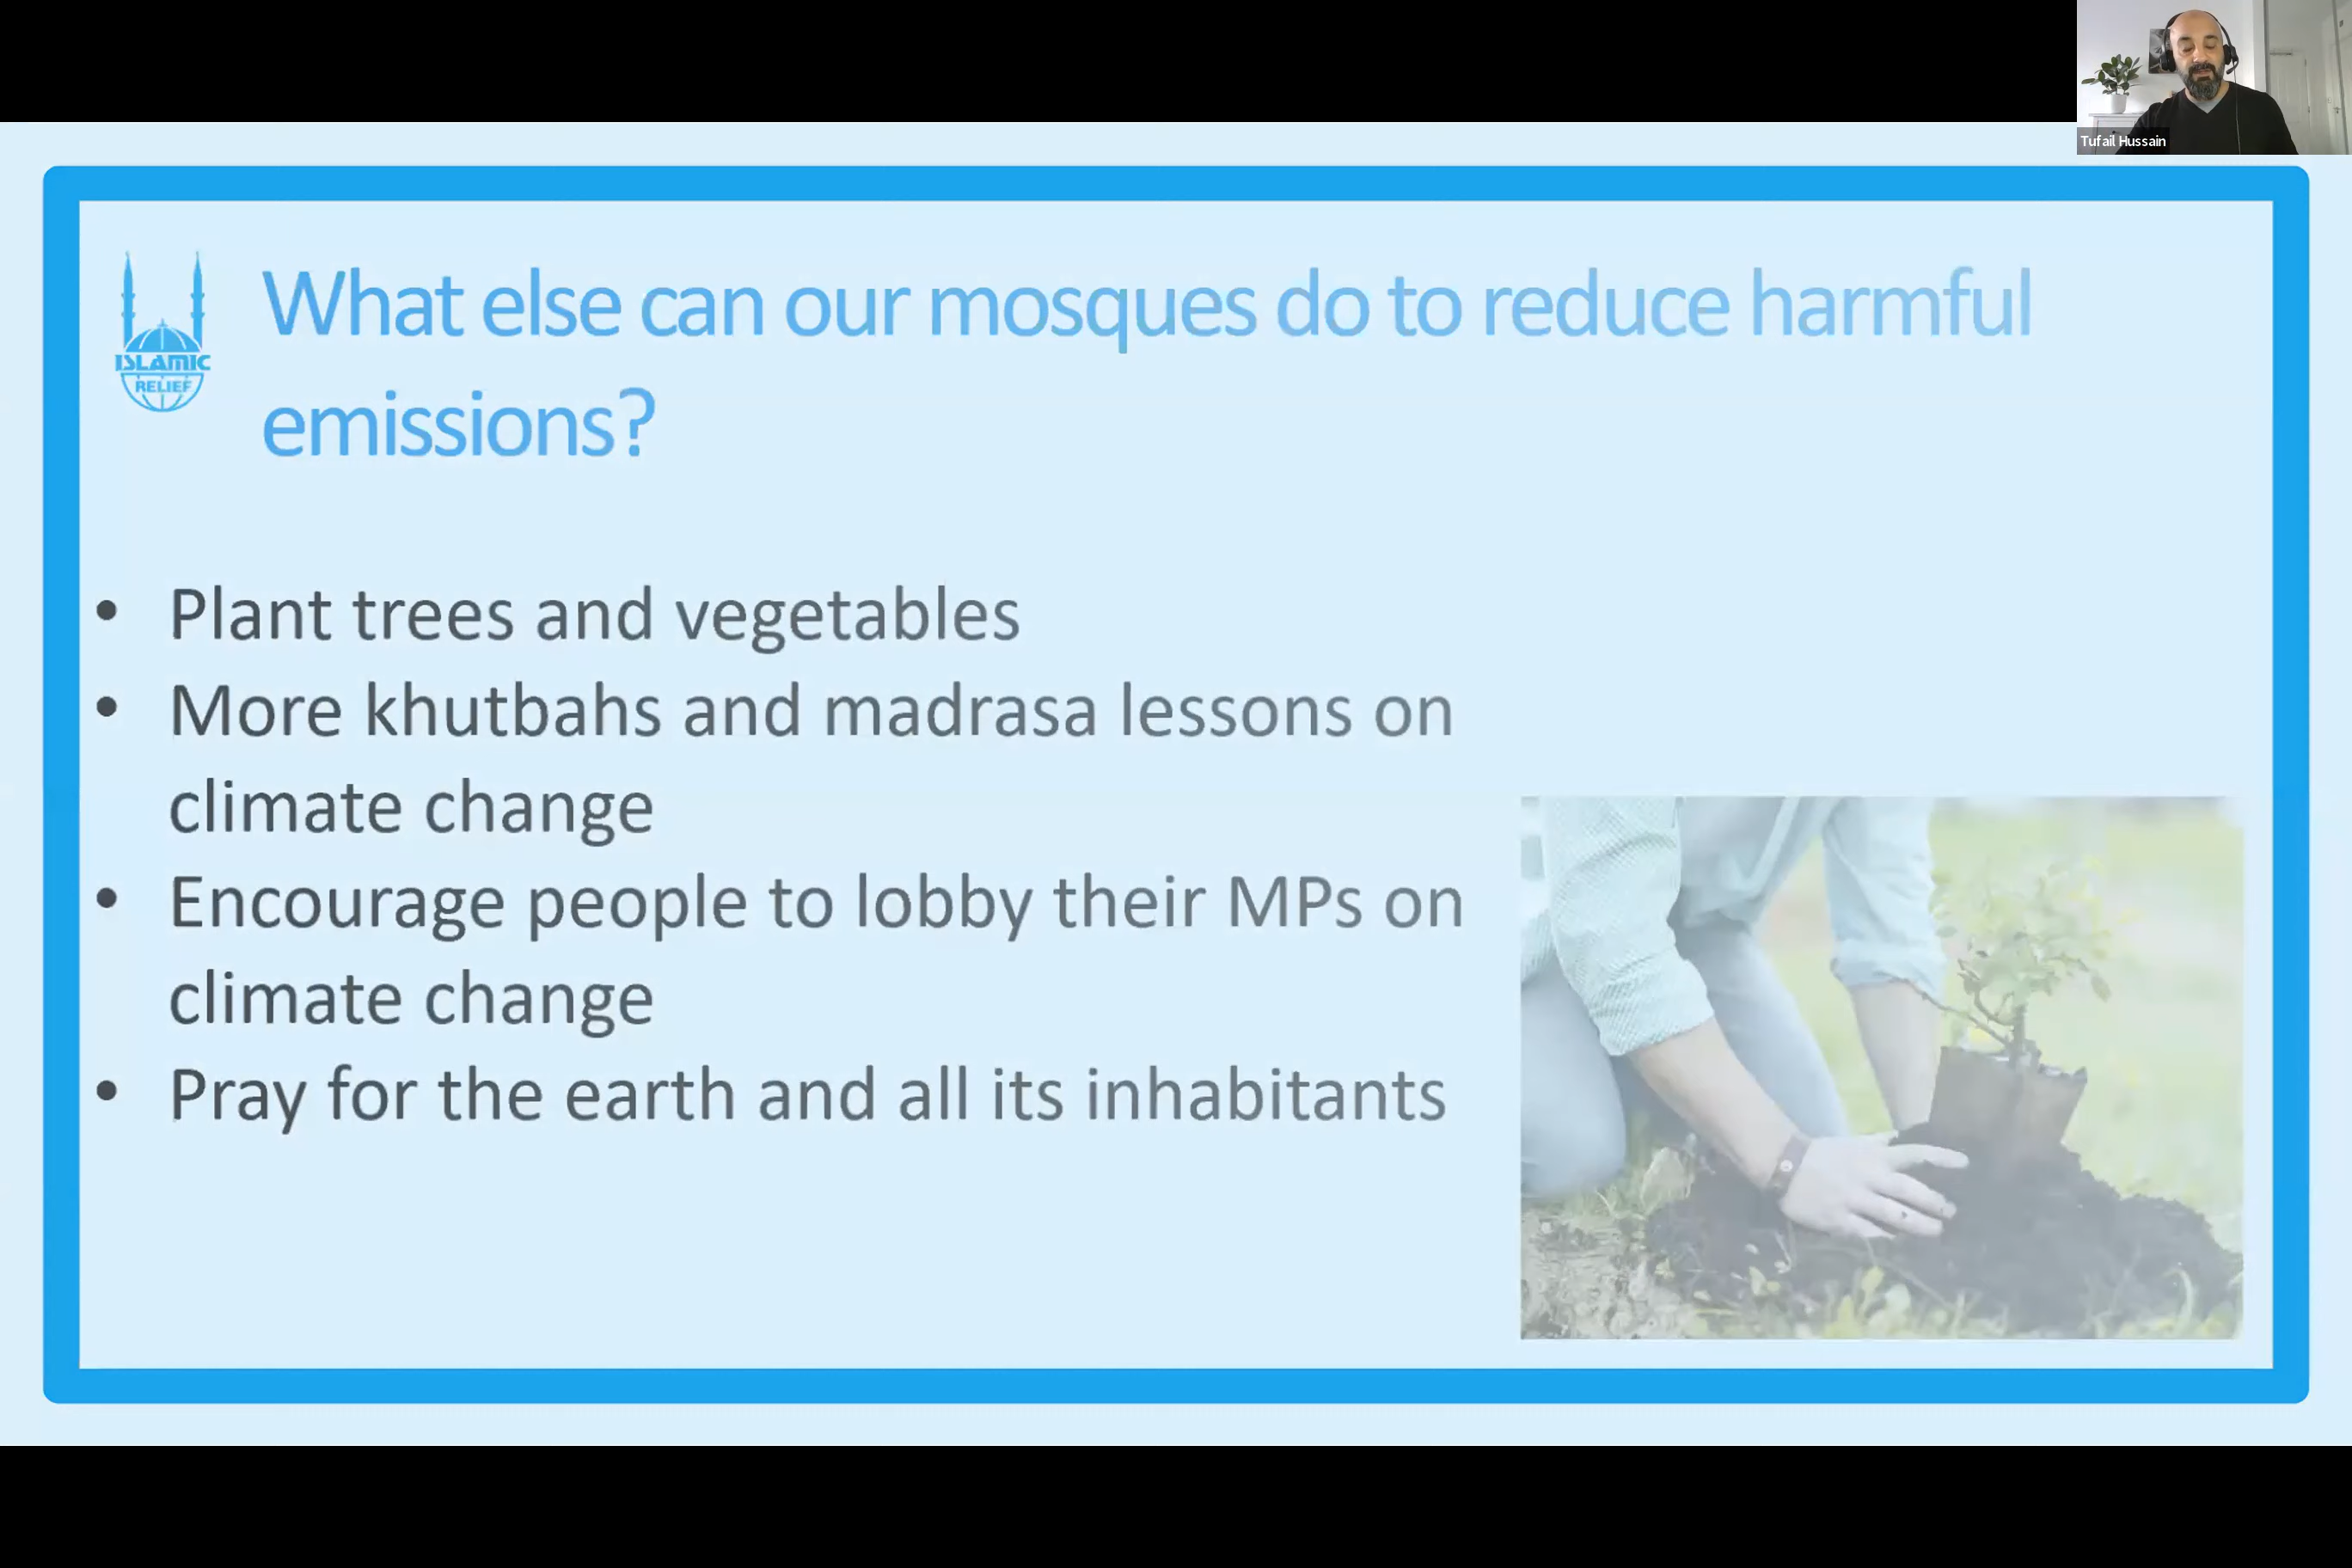 Tufail Hussain
ISLAMIC
RELIEF
What else can our mosques do to reduce harmful
emissions?
• Plant trees and vegetables
• More khutbahs and madrasa lessons on
climate change
• Encourage people to lobby their MPs on
climate change
• Pray for the earth and all its inhabitants